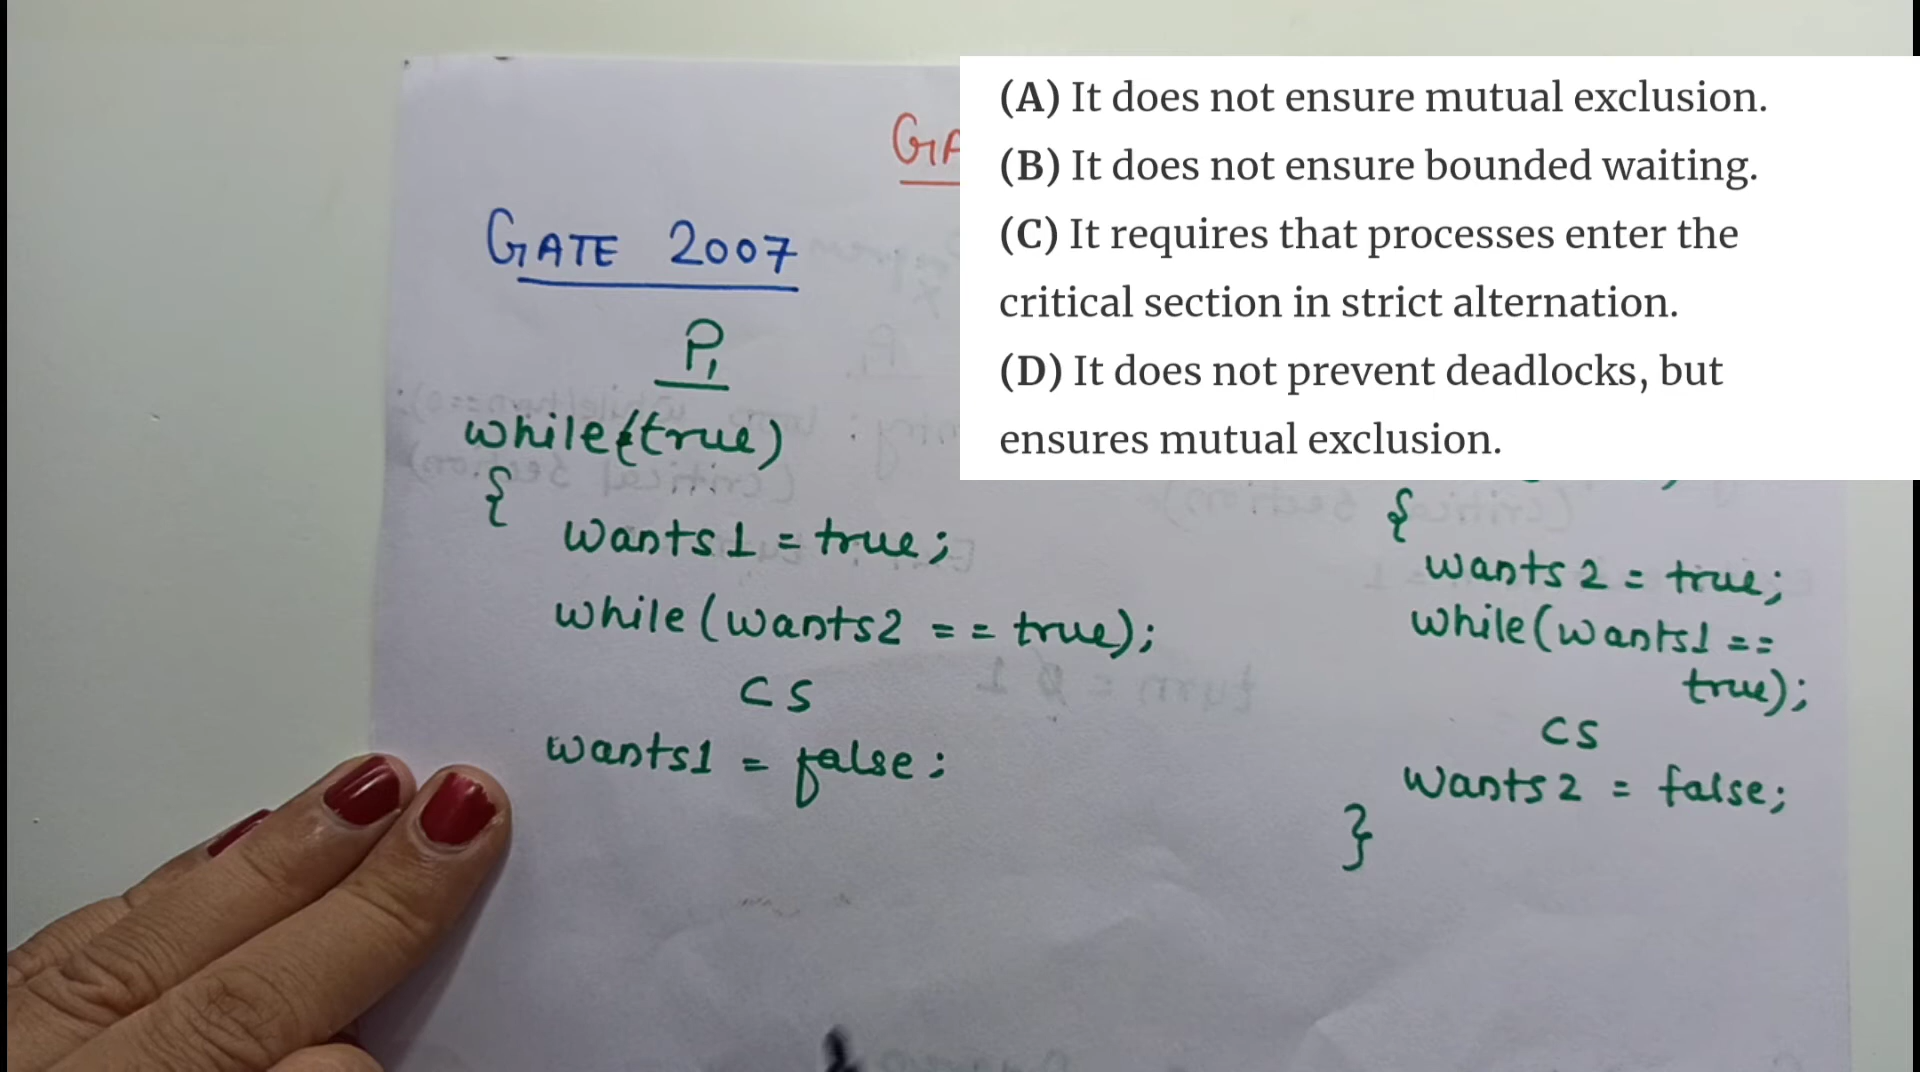 GA
(A) It does not ensure mutual exclusion.
(B) It does not ensure bounded waiting.
(C) It requires that processes enter the
critical section in strict alternation.
(D) It does not prevent deadlocks, but
ensures mutual exclusion.
GATE 2007
P1
while(true)
{
wants1 = true;
while(wants2 == true);
CS
wants1 = false;
{
wants2 = true;
while(wants1 ==
true);
CS
wants2 = false;
}